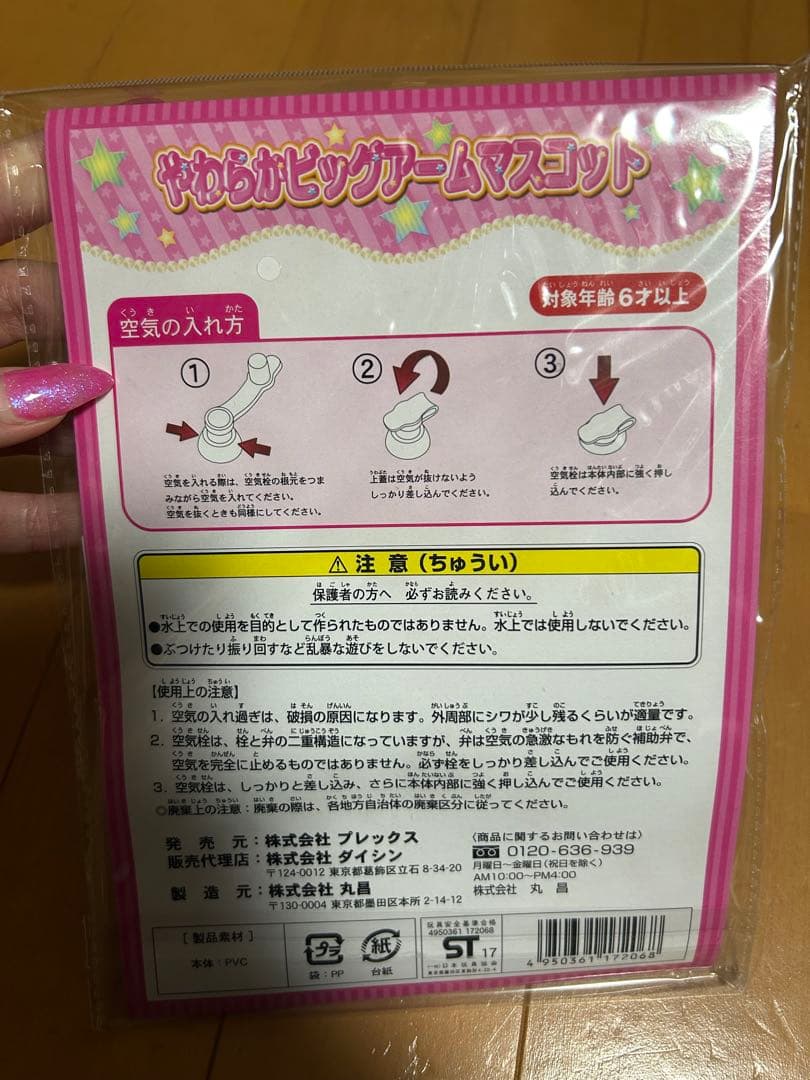 やわらかビッグアームマスコット
対象年齢6才以上
空気の入れ方
① ② ③
空気を入れる際は、空気栓の根元をつま
みながら空気を入れてください。
空気を抜くときも同様にしてください。
上蓋は空気が抜けないよう
しっかり差し込んでください。
空気栓は本体内部に強く押し
込んでください。
⚠注 意(ちゅうい)
保護者の方へ 必ずお読みください。
●水上での使用を目的として作られたものではありません。水上では使用しないでください。
●ぶつけたり振り回すなど乱暴な遊びをしないでください。
【使用上の注意】
1. 空気の入れ過ぎは、破損の原因になります。外周部にシワが少し残るくらいが適量です。
2. 空気栓は、栓と弁の二重構造になっていますが、弁は空気の急激なもれを防ぐ補助弁で、
空気を完全に止めるものではありません。必ず栓をしっかり差し込んでご使用ください。
3. 空気栓は、しっかりと差し込み、さらに本体内部に強く押し込んでご使用ください。
◎廃棄上の注意:廃棄の際は、各地方自治体の廃棄区分に従ってください。
発 売 元:株式会社 プレックス
販売代理店:株式会社 ダイシン
〒124-0012 東京都葛飾区立石 8-34-20
製 造 元:株式会社 丸昌
〒130-0004 東京都墨田区本所 2-14-12
〈商品に関するお問い合わせは〉
0120-636-939
月曜日～金曜日(祝日を除く)
AM10:00～PM4:00
株式会社 丸 昌
[ 製品素材 ]
本体:PVC
プラ
袋:PP
紙
台紙
玩具安全基準合格
4950361 172068
ST 17
(一社)日本玩具協会
4 950361 172068